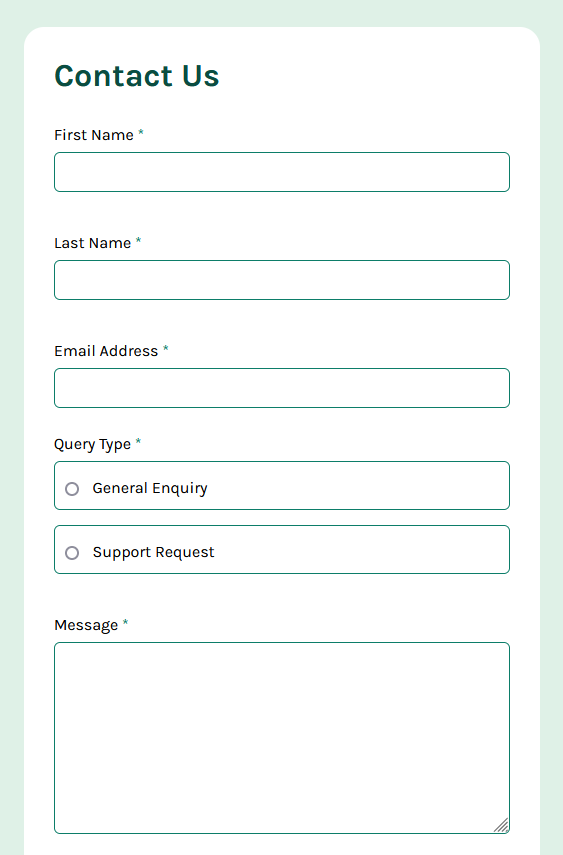 Contact Us
First Name *
Last Name *
Email Address *
Query Type *
General Enquiry
Support Request
Message *